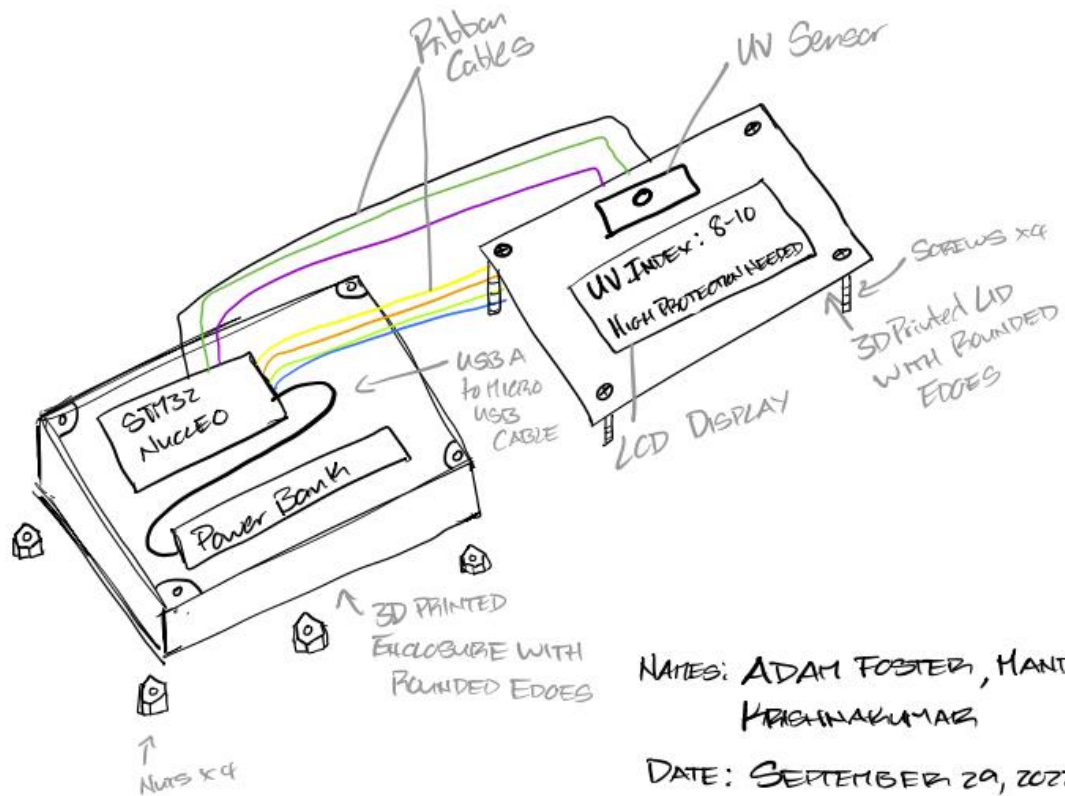 Ribbon
Cables
UV Sensor
UV INDEX: 8-10
HIGH PROTECTION NEEDED
SCREWS x4
3D Printed LID
WITH ROUNDED
EDGES
USB A
to MICRO
USB
CABLE
LCD DISPLAY
STM32
NUCLEO
Power Bank
3D PRINTED
ENCLOSURE WITH
ROUNDED EDGES
NUTS x4
NAMES: ADAM FOSTER,
KRISHNAKUMAR
DATE: SEPTEMBER 29,